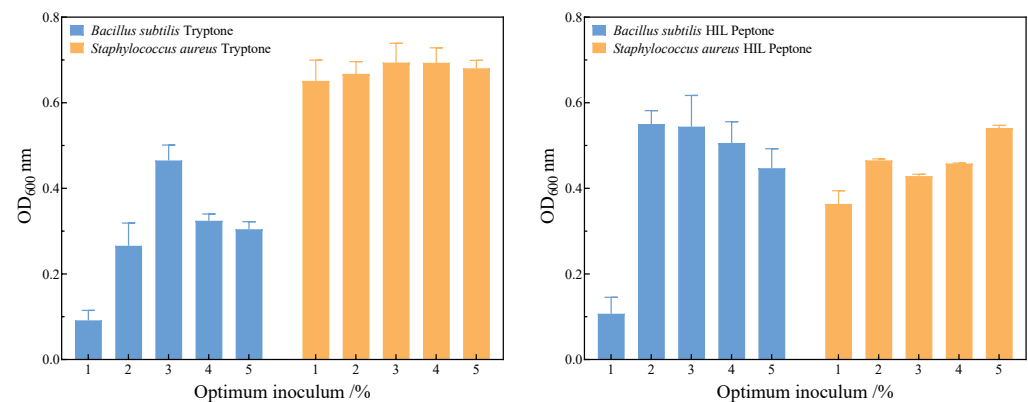 Bacillus subtilis Tryptone
Staphylococcus aureus Tryptone
0.8
0.6
0.4
0.2
0.0
OD600 nm
1 2 3 4 5 1 2 3 4 5
Optimum inoculum /%
Bacillus subtilis HIL Peptone
Staphylococcus aureus HIL Peptone
0.8
0.6
0.4
0.2
0.0
OD600 nm
1 2 3 4 5 1 2 3 4 5
Optimum inoculum /%